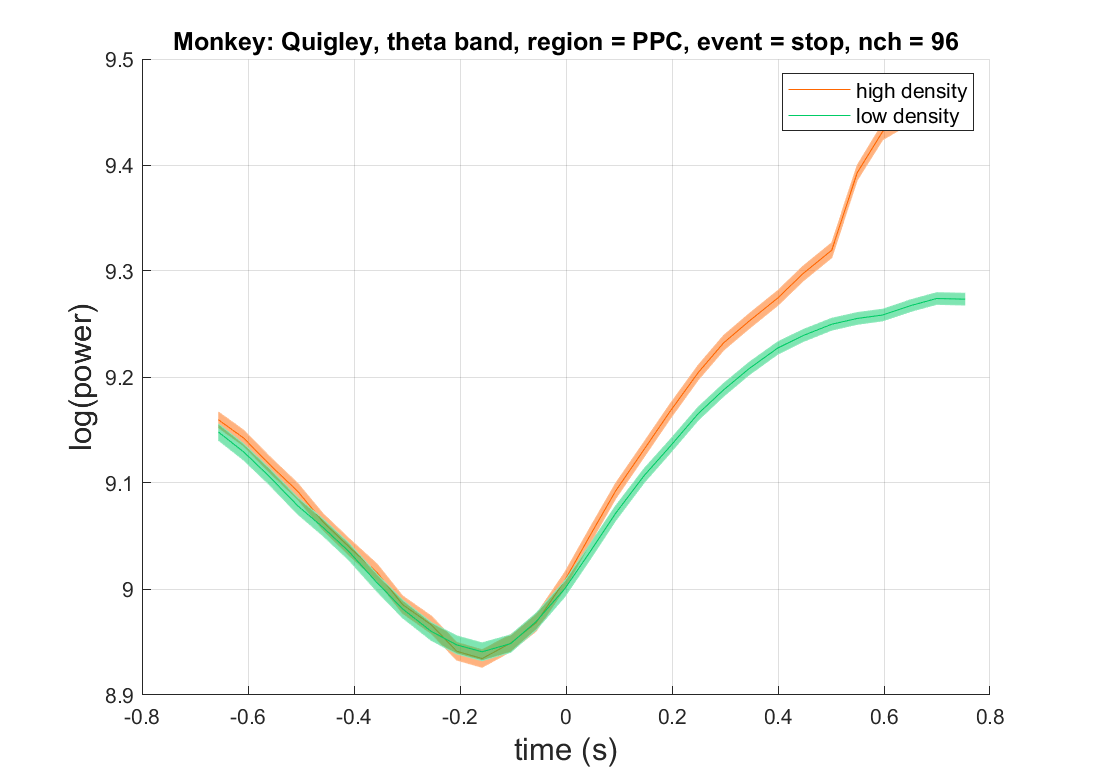 Monkey: Quigley, theta band, region = PPC, event = stop, nch = 96
high density
low density
9.5
9.4
9.3
9.2
9.1
9
8.9
log(power)
-0.8 -0.6 -0.4 -0.2 0 0.2 0.4 0.6 0.8
time (s)